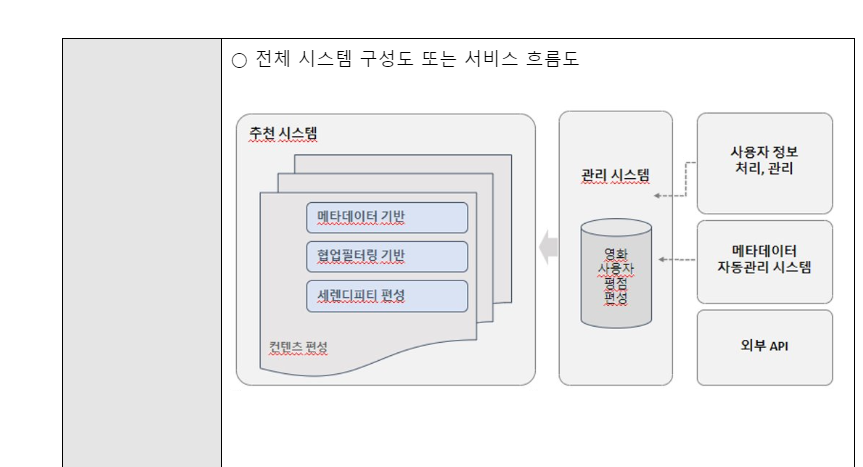 ○ 전체 시스템 구성도 또는 서비스 흐름도
추천 시스템
메타데이터 기반
협업필터링 기반
세렌디피티 편성
컨텐츠 편성
관리 시스템
영화
사용자
평점
편성
사용자 정보
처리, 관리
메타데이터
자동관리 시스템
외부 API